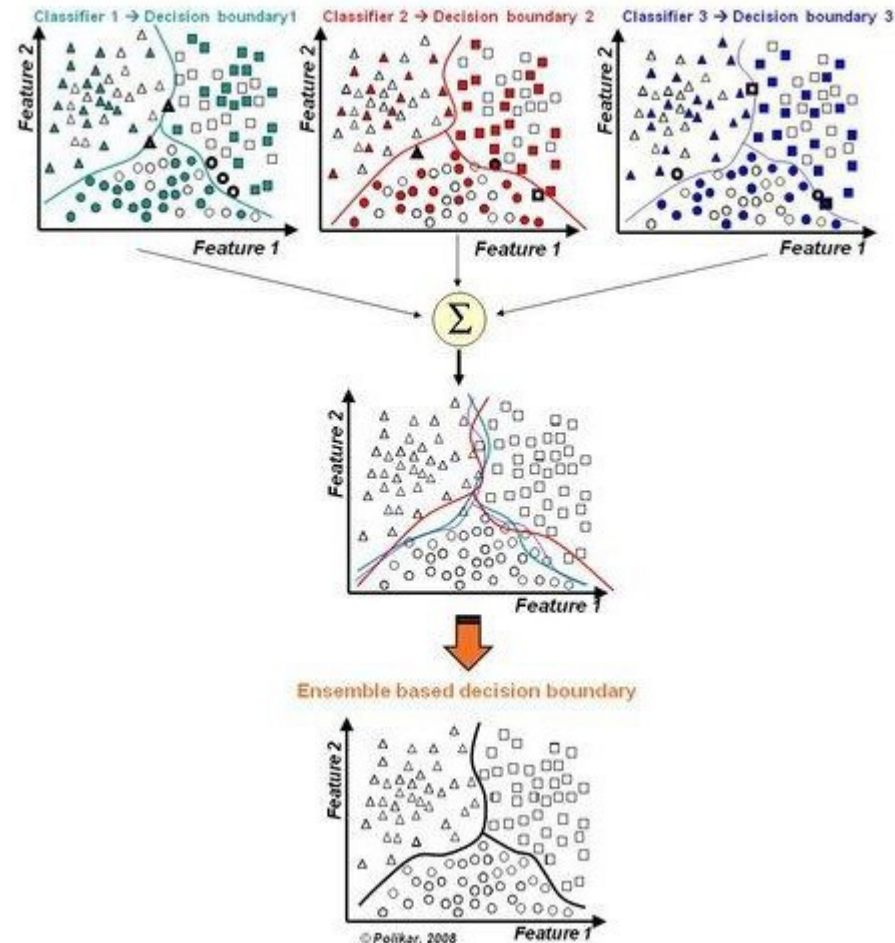 Classifier 1 → Decision boundary1
Classifier 2 → Decision boundary 2
Classifier 3 → Decision boundary 3
Feature 2
Feature 1
Feature 2
Feature 1
Feature 2
Feature 1
Σ
Feature 2
Feature 1
Ensemble based decision boundary
Feature 2
Feature 1
© Polikar, 2008